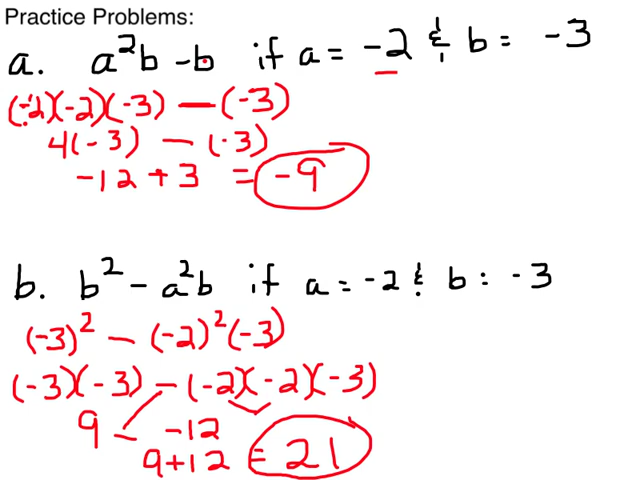 Practice Problems:
a. a²b - b if a = -2 & b = -3
(-2)(-2)(-3) - (-3)
4(-3) - (-3)
-12 + 3 = -9
b. b² - a²b if a = -2 & b = -3
(-3)² - (-2)²(-3)
(-3)(-3) - (-2)(-2)(-3)
9 - -12
9+12 = 21